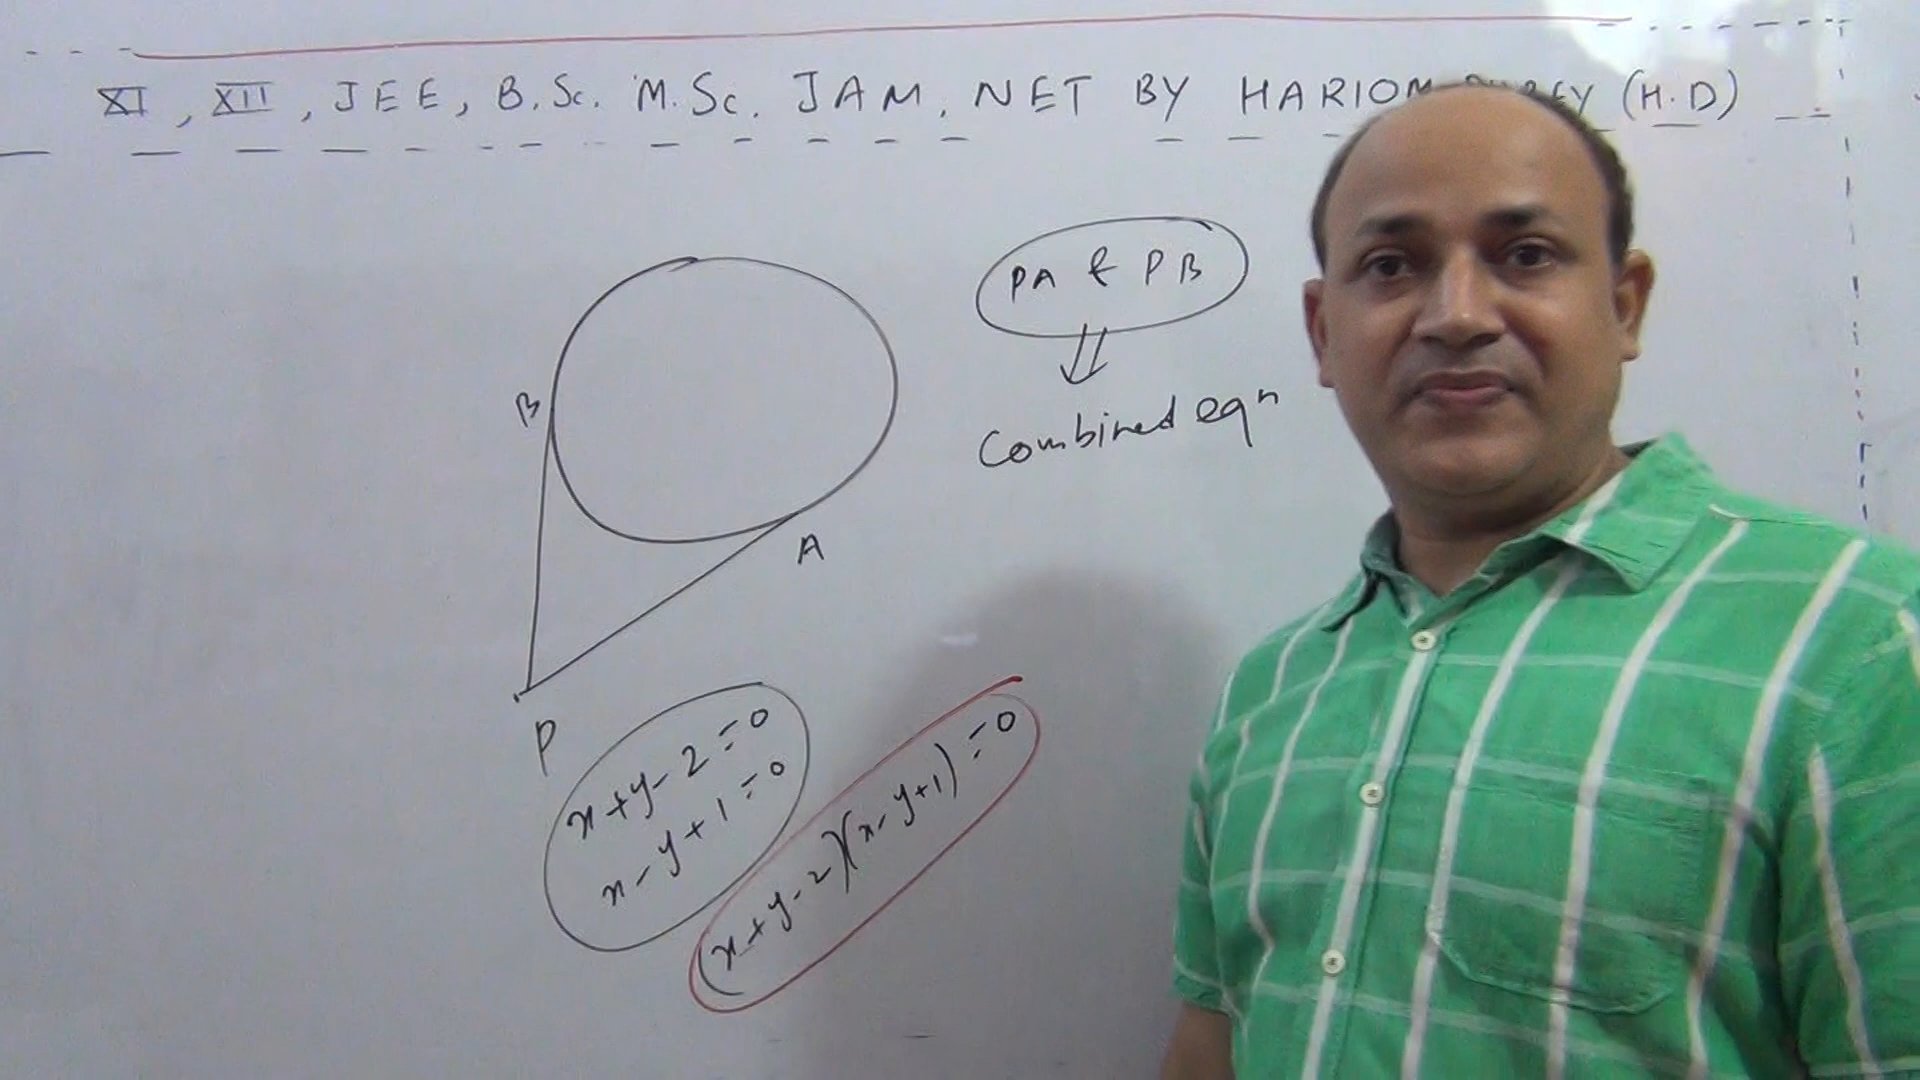 XI, XII, JEE, B.Sc. M.Sc. JAM, NET BY HARIOM (H.D)
PA & PB
⇓
Combined eqn
B
A
P
x+y-2=0
x-y+1=0
(x+y-2)(x-y+1)=0